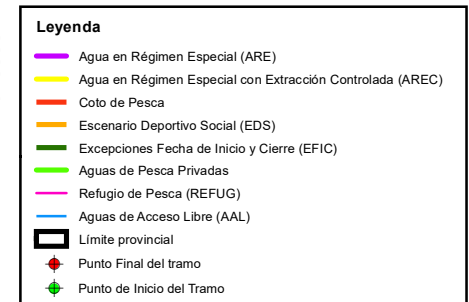 Leyenda
Agua en Régimen Especial (ARE)
Agua en Régimen Especial con Extracción Controlada (AREC)
Coto de Pesca
Escenario Deportivo Social (EDS)
Excepciones Fecha de Inicio y Cierre (EFIC)
Aguas de Pesca Privadas
Refugio de Pesca (REFUG)
Aguas de Acceso Libre (AAL)
Límite provincial
Punto Final del tramo
Punto de Inicio del Tramo